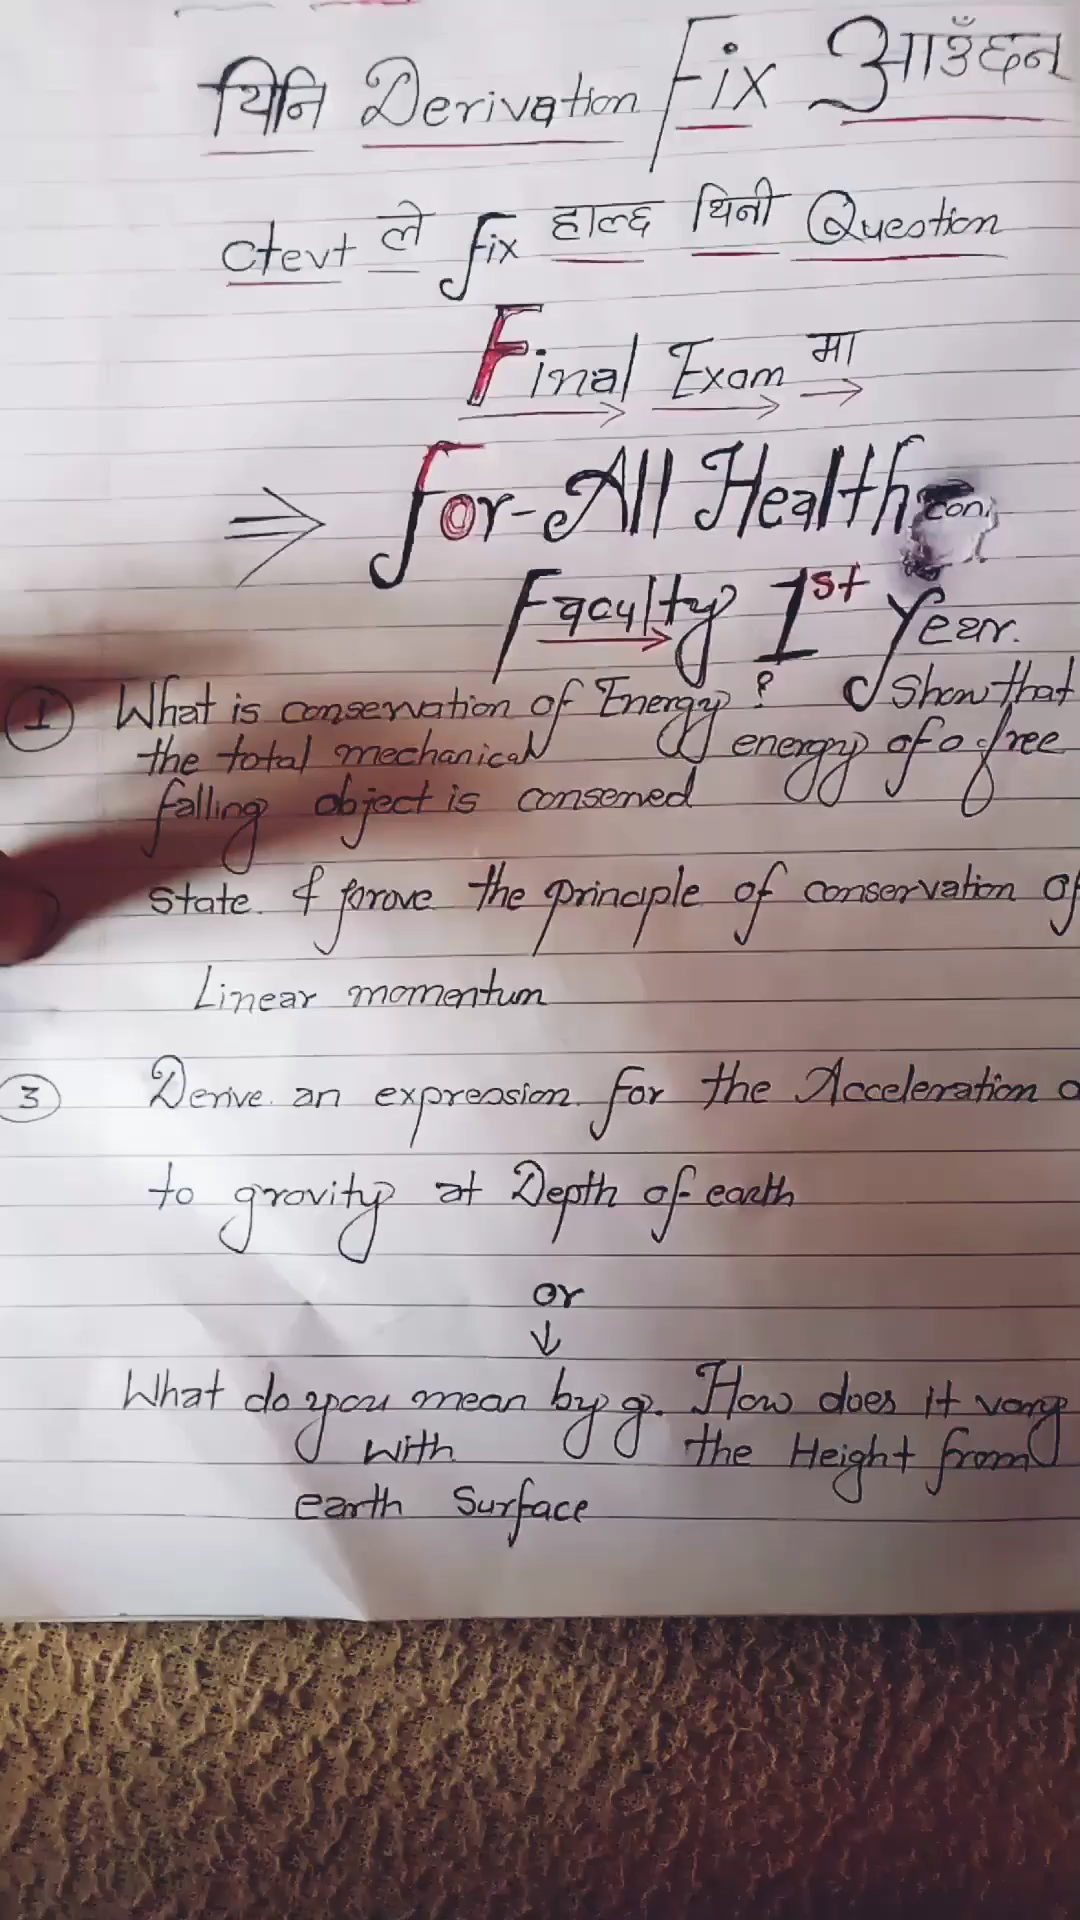 यिनि Derivation Fix आउँछन्
ctevt ले fix हाल्छ यिनी Question
Final Exam मा
⇒ For-All Health
Faculty 1st Year.
1 What is conservation of Energy? Show that
the total mechanical energy of a free
falling object is conserved
State & prove the principle of conservation of
Linear momentum
3 Derive an expression for the Acceleration
to gravity at Depth of earth
or
↓
What do you mean by g. How does it vary
with the Height from
earth Surface